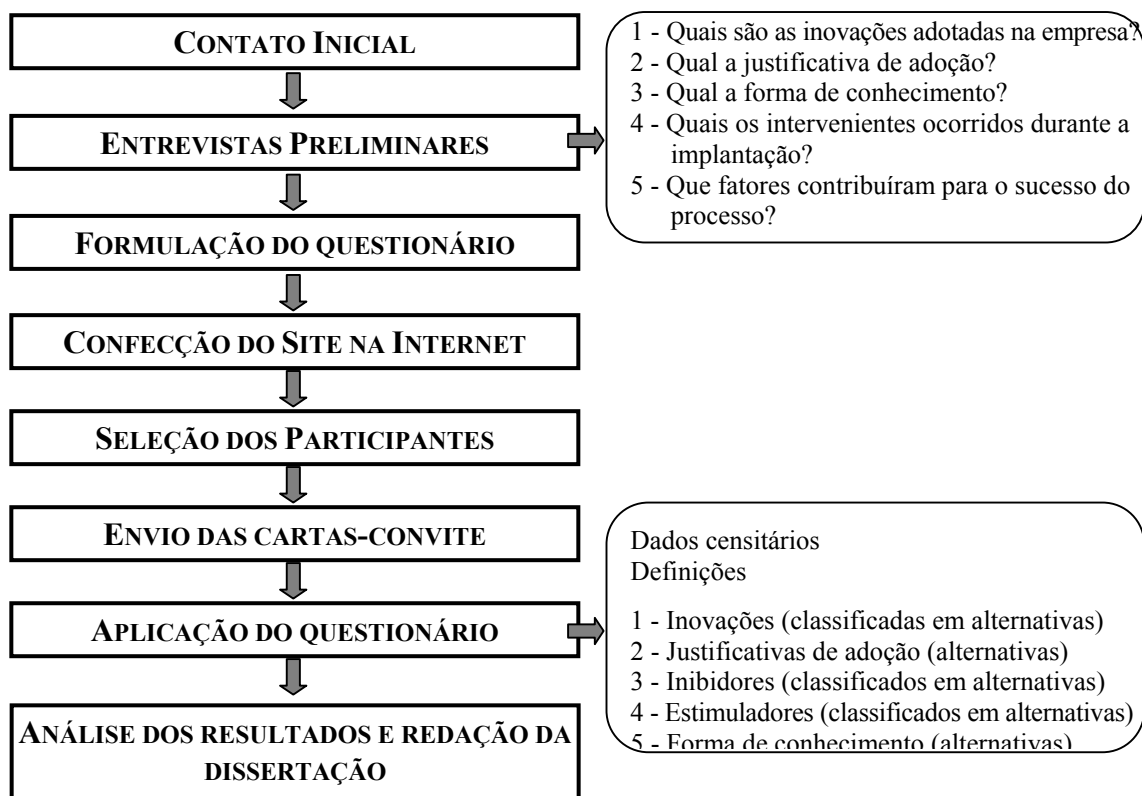 CONTATO INICIAL
1 - Quais são as inovações adotadas na empresa?
2 - Qual a justificativa de adoção?
3 - Qual a forma de conhecimento?
4 - Quais os intervenientes ocorridos durante a
implantação?
5 - Que fatores contribuíram para o sucesso do
processo?
ENTREVISTAS PRELIMINARES
FORMULAÇÃO DO QUESTIONÁRIO
CONFECÇÃO DO SITE NA INTERNET
SELEÇÃO DOS PARTICIPANTES
ENVIO DAS CARTAS-CONVITE
APLICAÇÃO DO QUESTIONÁRIO
Dados censitários
Definições
1 - Inovações (classificadas em alternativas)
2 - Justificativas de adoção (alternativas)
3 - Inibidores (classificados em alternativas)
4 - Estimuladores (classificados em alternativas)
5 - Forma de conhecimento (alternativas)
ANÁLISE DOS RESULTADOS E REDAÇÃO DA
DISSERTAÇÃO